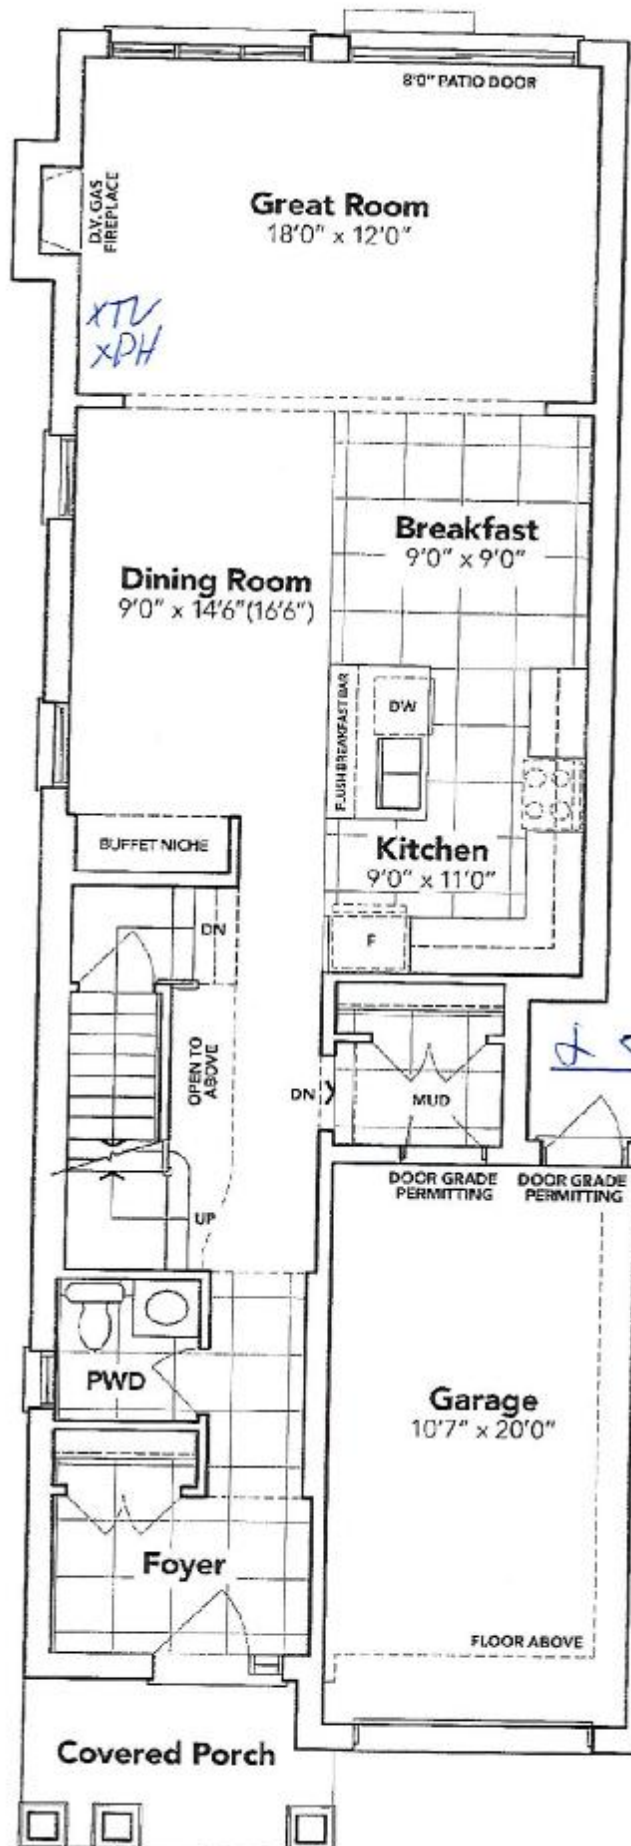 8'0" PATIO DOOR
D.V. GAS
FIREPLACE
Great Room
18'0" x 12'0"
xTV
xPH
Breakfast
9'0" x 9'0"
Dining Room
9'0" x 14'6"(16'6")
FLUSH BREAKFAST BAR
DW
BUFFET NICHE
Kitchen
9'0" x 11'0"
F
DN
OPEN TO
ABOVE
DN
MUD
DOOR GRADE
PERMITTING
DOOR GRADE
PERMITTING
UP
PWD
Garage
10'7" x 20'0"
Foyer
FLOOR ABOVE
Covered Porch